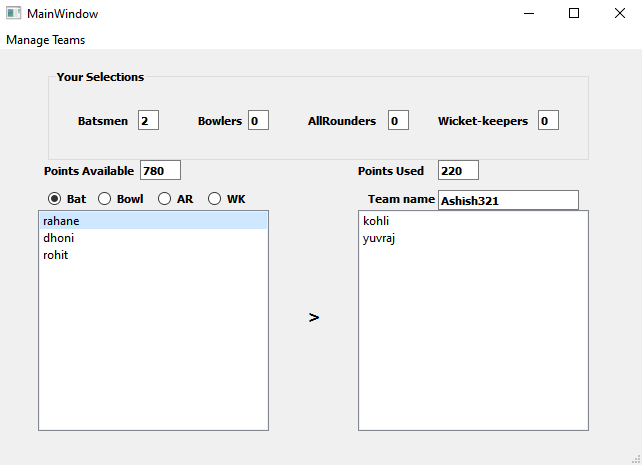 MainWindow
Manage Teams
Your Selections
Batsmen 2 Bowlers 0 AllRounders 0 Wicket-keepers 0
Points Available 780 Points Used 220
Bat Bowl AR WK Team name Ashish321
rahane kohli
dhoni yuvraj
rohit
>